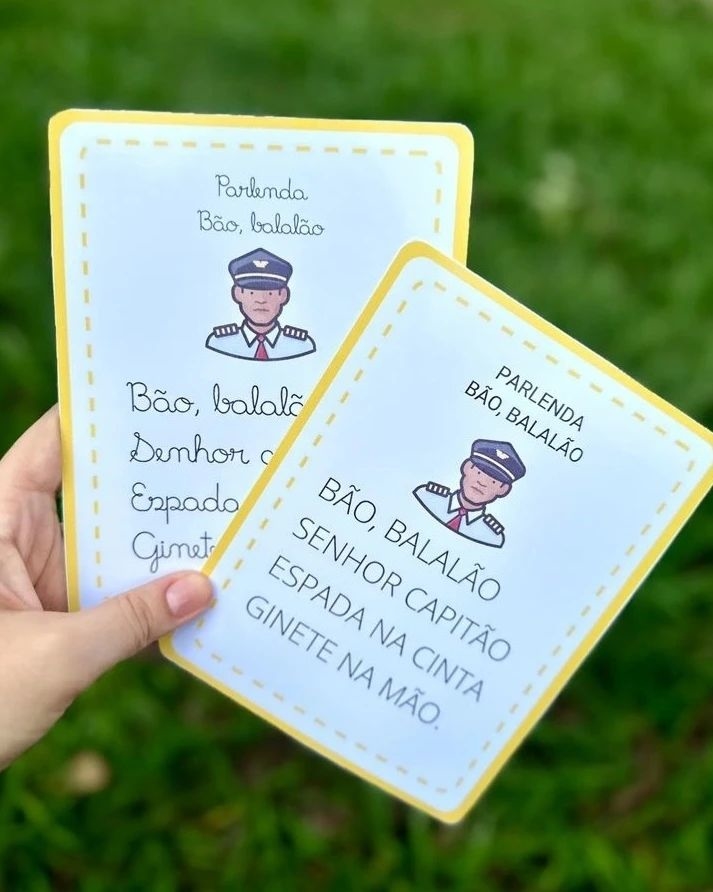 Parlenda
Bão, balalão
Bão, balalã
Senhor
Espada
Ginet
PARLENDA
BÃO, BALALÃO
BÃO, BALALÃO
SENHOR CAPITÃO
ESPADA NA CINTA
GINETE NA MÃO.